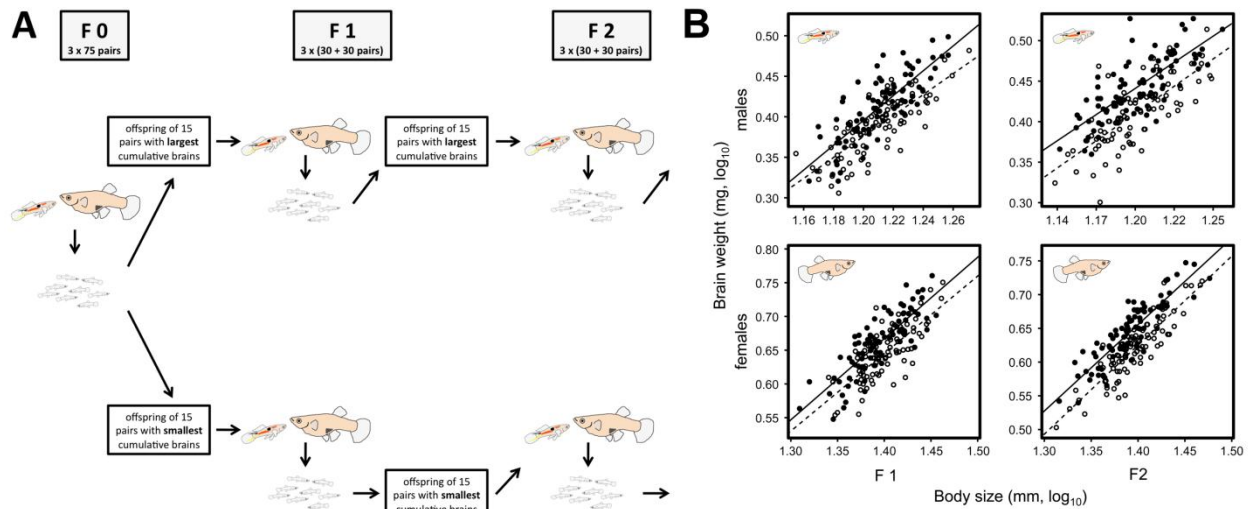 A
F 0
3 x 75 pairs
F 1
3 x (30 + 30 pairs)
F 2
3 x (30 + 30 pairs)
offspring of 15
pairs with largest
cumulative brains
offspring of 15
pairs with largest
cumulative brains
offspring of 15
pairs with smallest
cumulative brains
offspring of 15
pairs with smallest
cumulative brains
B
Brain weight (mg, log10)
males
females
0.50
0.45
0.40
0.35
0.30
1.16 1.18 1.20 1.22 1.24 1.26
0.50
0.45
0.40
0.35
0.30
1.14 1.17 1.20 1.22 1.25
0.80
0.75
0.70
0.65
0.60
0.55
1.30 1.35 1.40 1.45 1.50
0.75
0.70
0.65
0.60
0.55
0.50
1.30 1.35 1.40 1.45 1.50
F 1
F2
Body size (mm, log10)